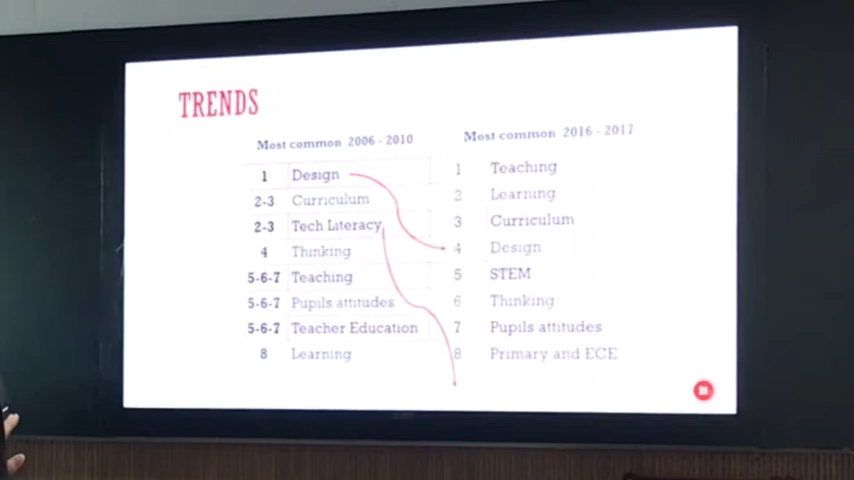 TRENDS
Most common 2006 - 2010
1 Design
2-3 Curriculum
2-3 Tech Literacy
4 Thinking
5-6-7 Teaching
5-6-7 Pupils attitudes
5-6-7 Teacher Education
8 Learning
Most common 2016 - 2017
1 Teaching
2 Learning
3 Curriculum
4 Design
5 STEM
6 Thinking
7 Pupils attitudes
8 Primary and ECE